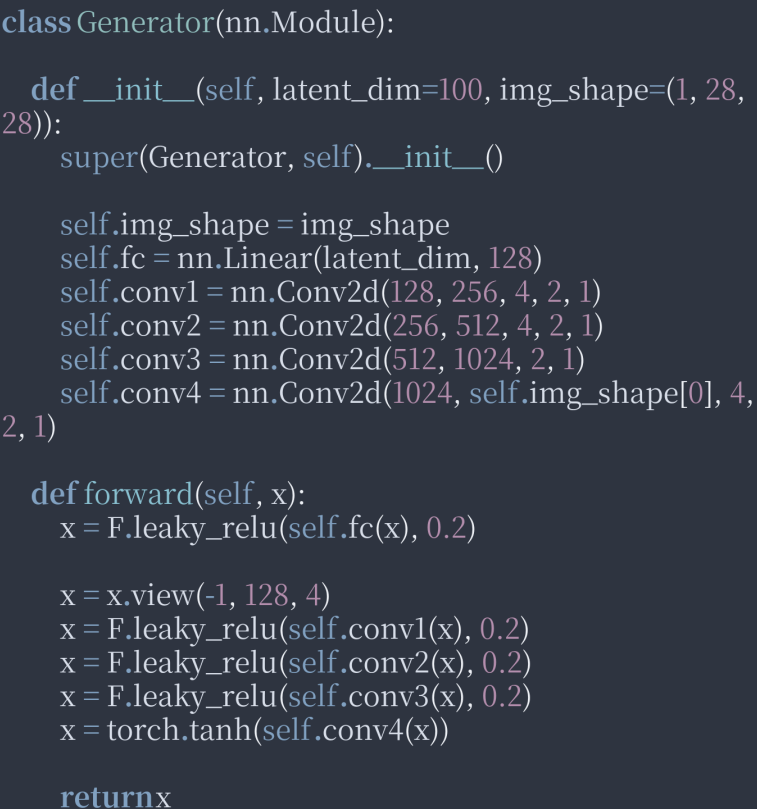 class Generator(nn.Module):
def __init__(self, latent_dim=100, img_shape=(1, 28,
28)):
super(Generator, self).__init__()
self.img_shape = img_shape
self.fc = nn.Linear(latent_dim, 128)
self.conv1 = nn.Conv2d(128, 256, 4, 2, 1)
self.conv2 = nn.Conv2d(256, 512, 4, 2, 1)
self.conv3 = nn.Conv2d(512, 1024, 2, 1)
self.conv4 = nn.Conv2d(1024, self.img_shape[0], 4,
2, 1)
def forward(self, x):
x = F.leaky_relu(self.fc(x), 0.2)
x = x.view(-1, 128, 4)
x = F.leaky_relu(self.conv1(x), 0.2)
x = F.leaky_relu(self.conv2(x), 0.2)
x = F.leaky_relu(self.conv3(x), 0.2)
x = torch.tanh(self.conv4(x))
return x